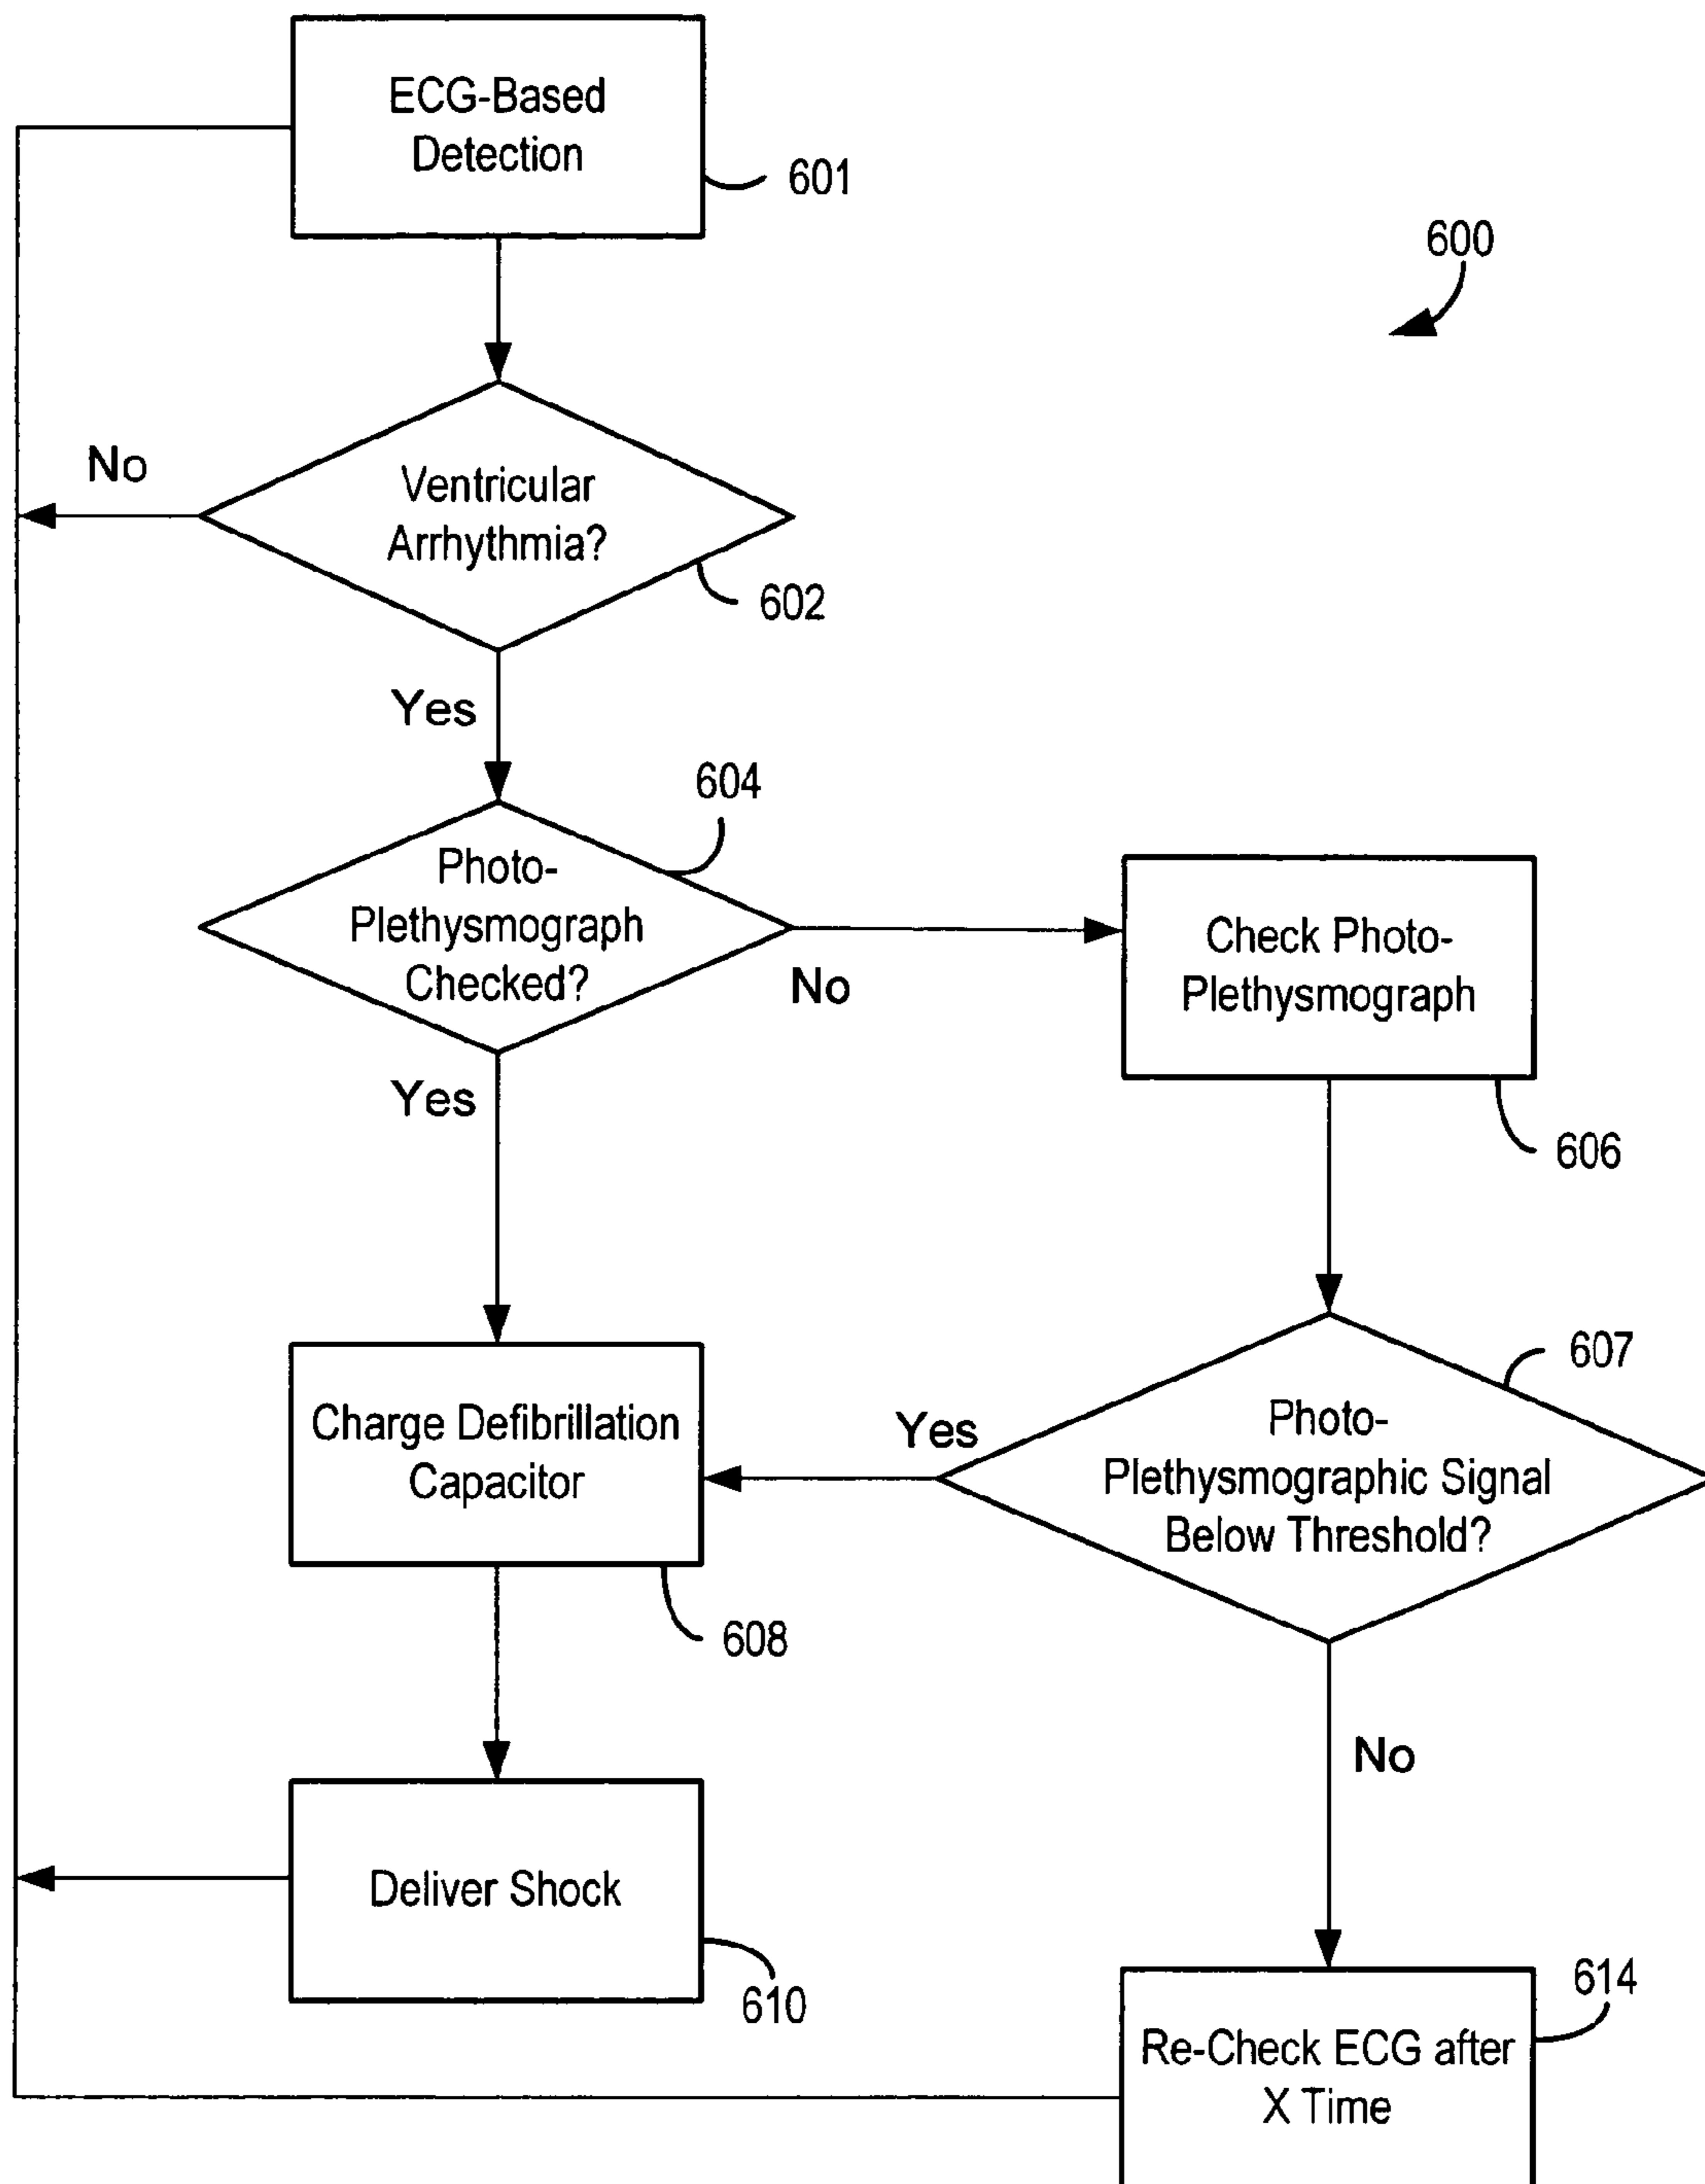 ECG-Based
Detection
601
600
No
Ventricular
Arrhythmia?
602
Yes
604
Photo-
Plethysmograph
Checked?
No
Check Photo-
Plethysmograph
Yes
606
607
Charge Defibrillation
Capacitor
Yes
Photo-
Plethysmographic Signal
Below Threshold?
608
No
Deliver Shock
610
614
Re-Check ECG after
X Time